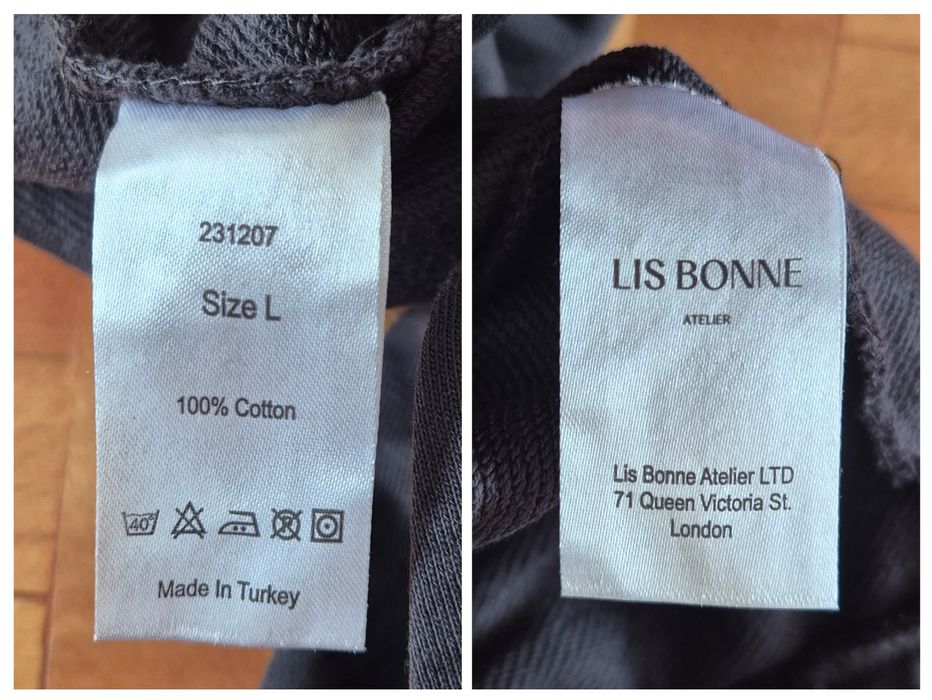 231207
Size L
100% Cotton
40°
Made In Turkey
LIS BONNE
ATELIER
Lis Bonne Atelier LTD
71 Queen Victoria St.
London